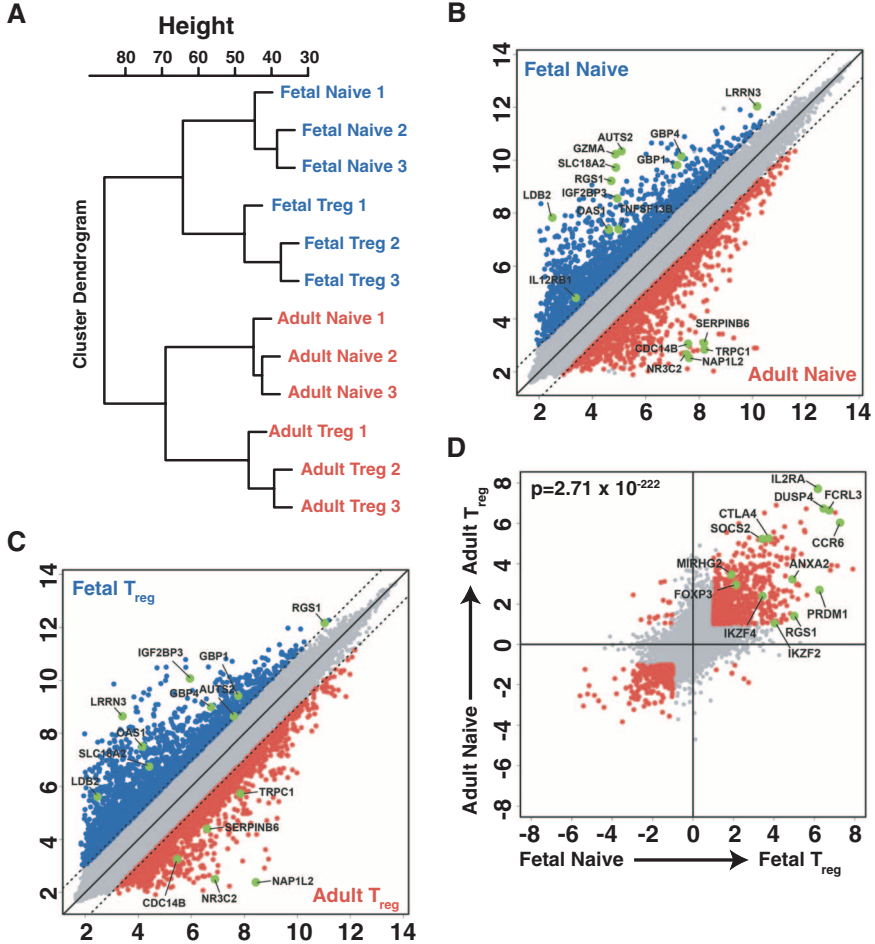 A
Height
80 70 60 50 40 30
Cluster Dendrogram
Fetal Naive 1
Fetal Naive 2
Fetal Naive 3
Fetal Treg 1
Fetal Treg 2
Fetal Treg 3
Adult Naive 1
Adult Naive 2
Adult Naive 3
Adult Treg 1
Adult Treg 2
Adult Treg 3
B
Fetal Naive
LRRN3
AUTS2
GBP4
GZMA
GBP1
SLC18A2
RGS1
IGF2BP3
LDB2
OAS1
TNFSF13B
IL12RB1
SERPINB6
CDC14B
TRPC1
NR3C2
NAP1L2
Adult Naive
14
12
10
8
6
4
2
2 4 6 8 10 12 14
C
Fetal Treg
RGS1
IGF2BP3
GBP1
GBP4
AUTS2
LRRN3
OAS1
SLC18A2
LDB2
TRPC1
SERPINB6
NAP1L2
CDC14B
NR3C2
Adult Treg
14
12
10
8
6
4
2
2 4 6 8 10 12 14
D
p=2.71 x 10-222
IL2RA
DUSP4
FCRL3
CTLA4
SOCS2
CCR6
MIRHG2
ANXA2
FOXP3
PRDM1
IKZF4
RGS1
IKZF2
Adult Treg
Adult Naive
8
6
4
2
0
-2
-4
-6
-8
-8 -6 -4 -2 0 2 4 6 8
Fetal Naive
Fetal Treg